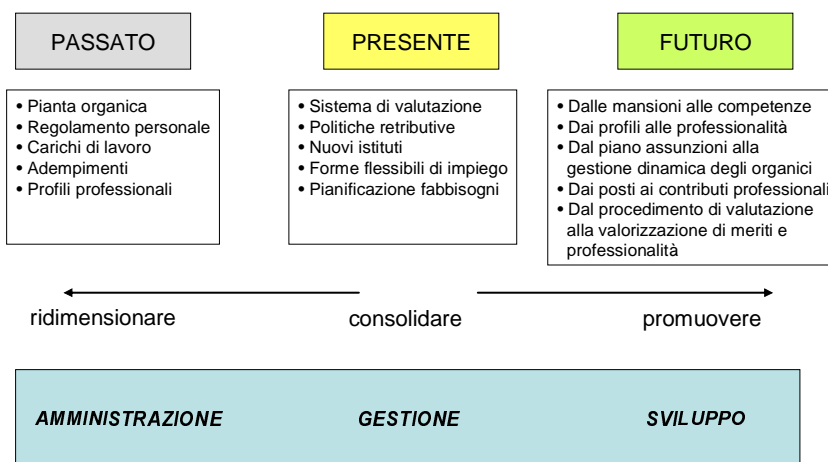 PASSATO
PRESENTE
FUTURO
• Pianta organica
• Regolamento personale
• Carichi di lavoro
• Adempimenti
• Profili professionali
• Sistema di valutazione
• Politiche retributive
• Nuovi istituti
• Forme flessibili di impiego
• Pianificazione fabbisogni
• Dalle mansioni alle competenze
• Dai profili alle professionalità
• Dal piano assunzioni alla
gestione dinamica degli organici
• Dai posti ai contributi professionali
• Dal procedimento di valutazione
alla valorizzazione di meriti e
professionalità
ridimensionare
consolidare
promuovere
AMMINISTRAZIONE
GESTIONE
SVILUPPO